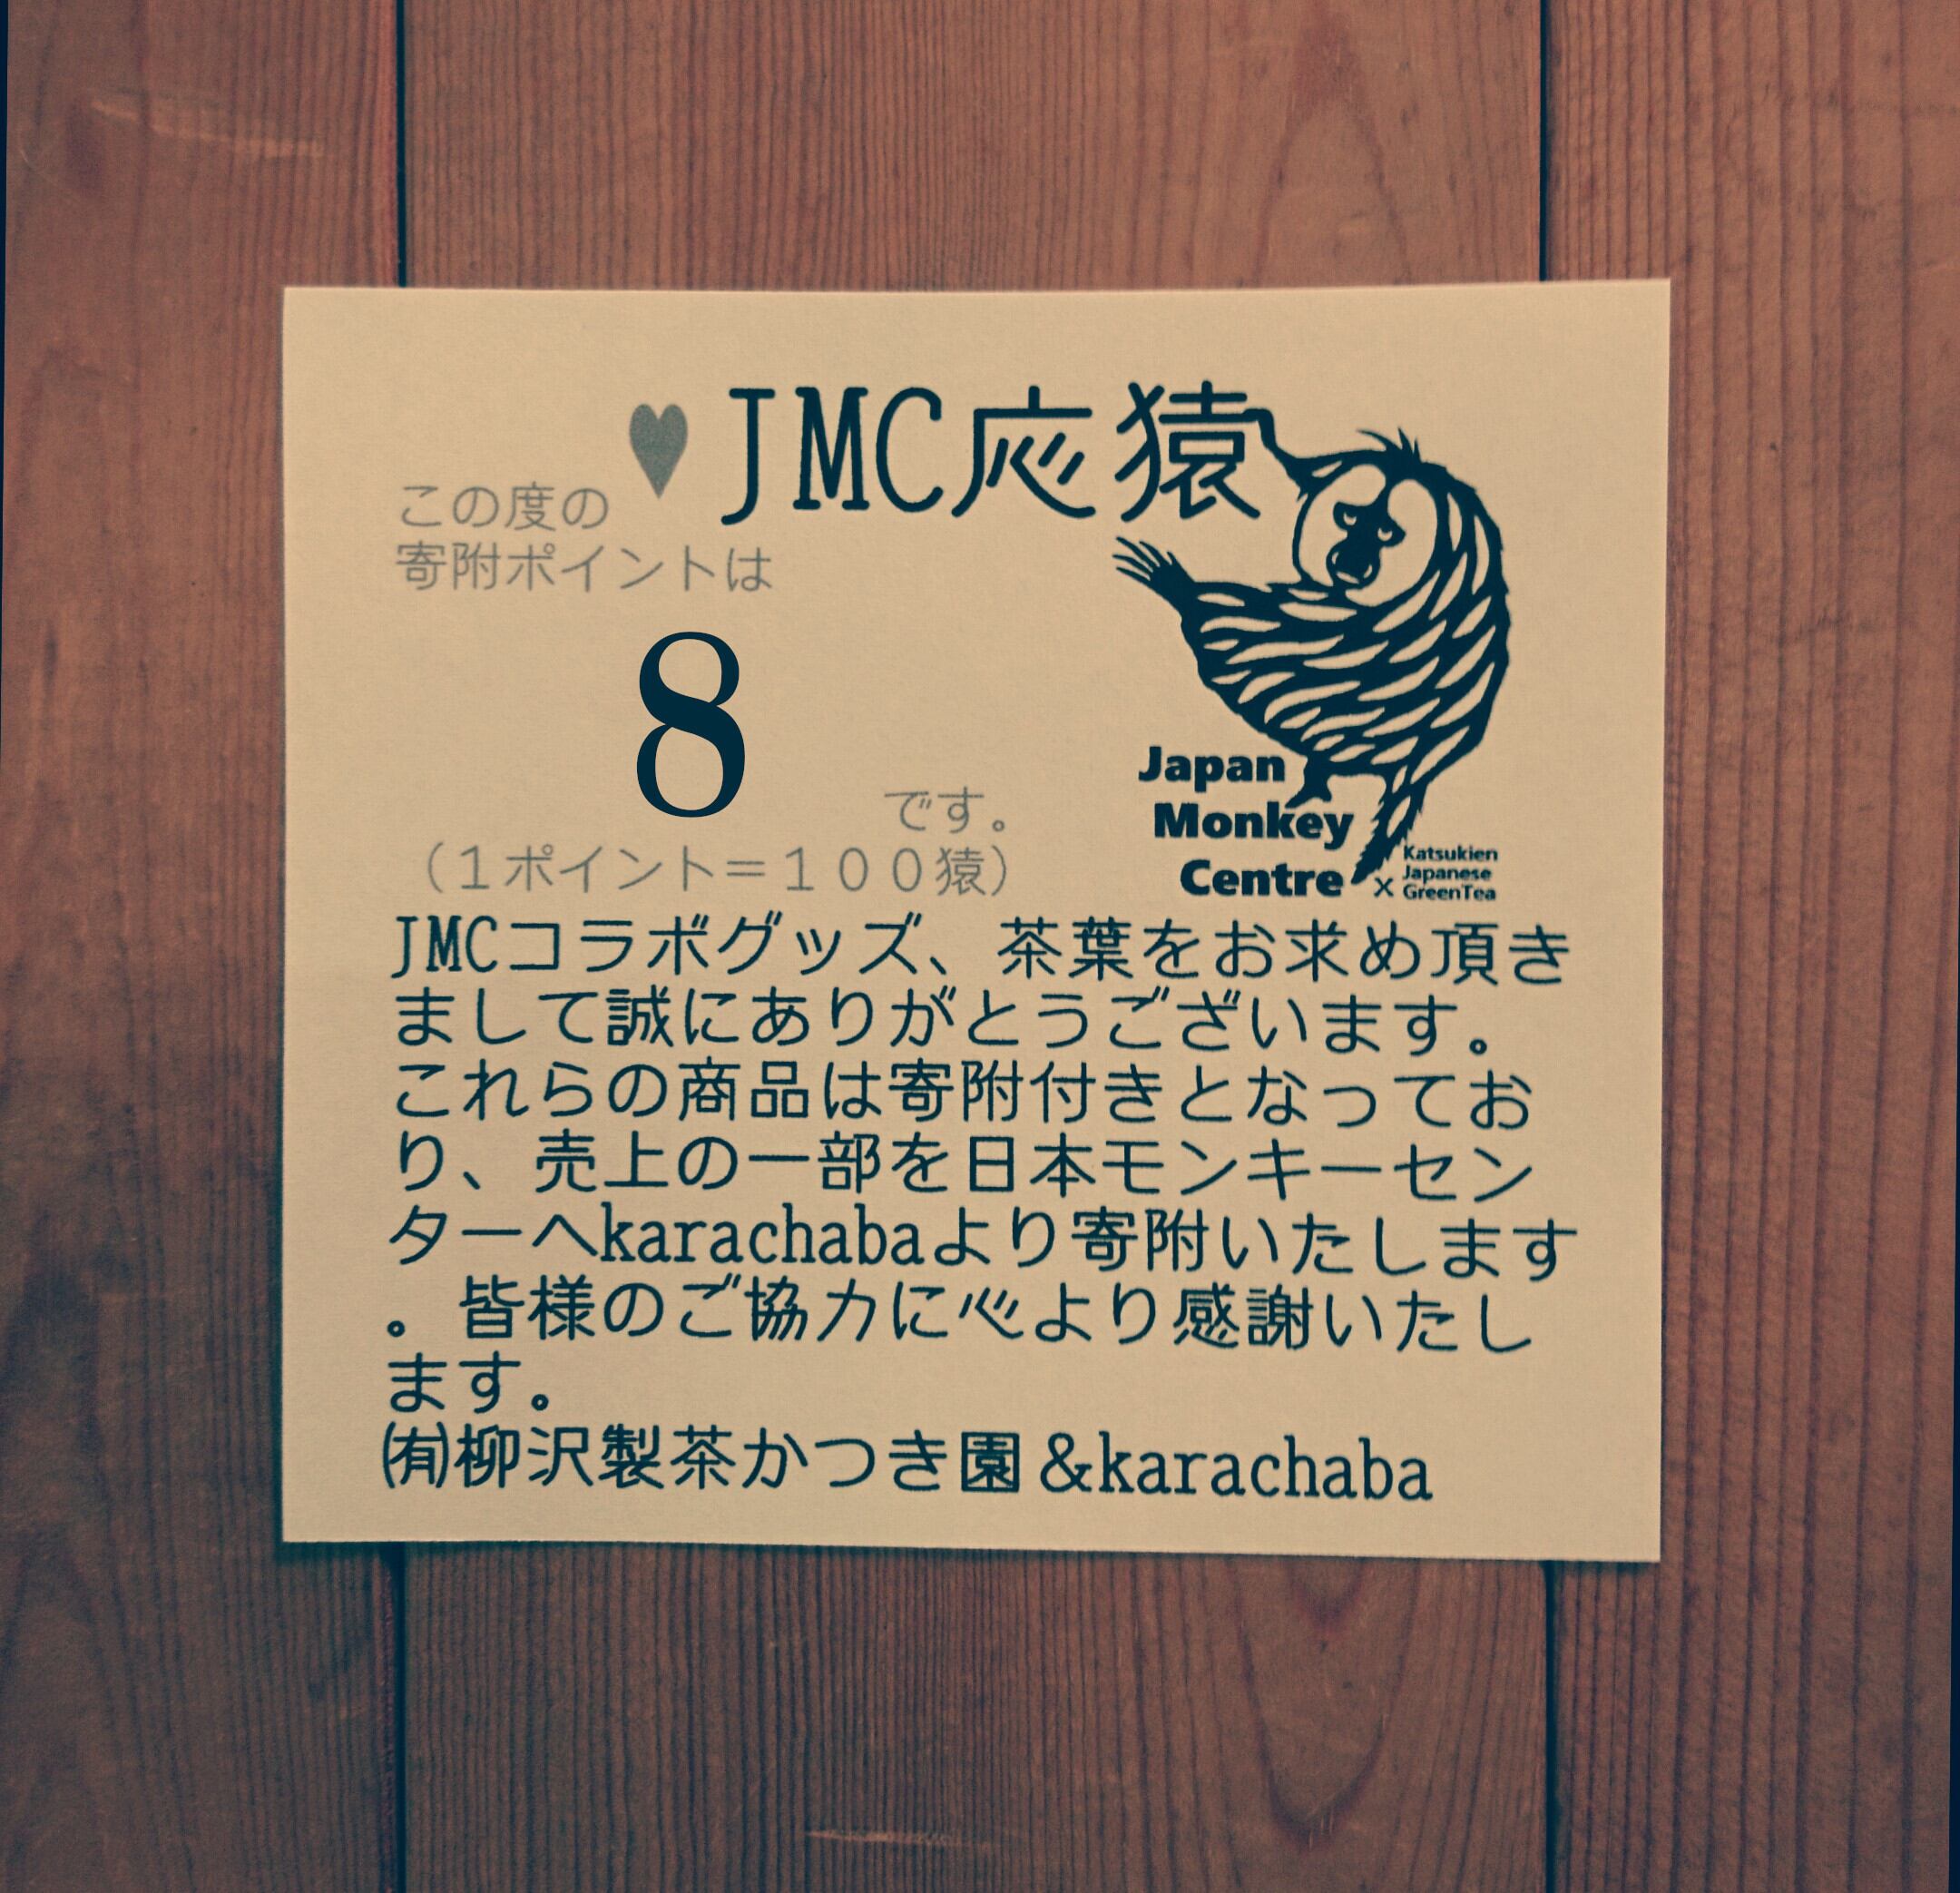 ♥JMC応猿
この度の
寄附ポイントは
8
です。
（１ポイント＝１００猿）
Japan
Monkey
Centre
× Katsukien
Japanese
GreenTea
JMCコラボグッズ、茶葉をお求め頂き
まして誠にありがとうございます。
これらの商品は寄附付きとなってお
り、売上の一部を日本モンキーセン
ターへkarachabaより寄附いたします
。皆様のご協力に心より感謝いたし
ます。
㈲柳沢製茶かつき園&karachaba